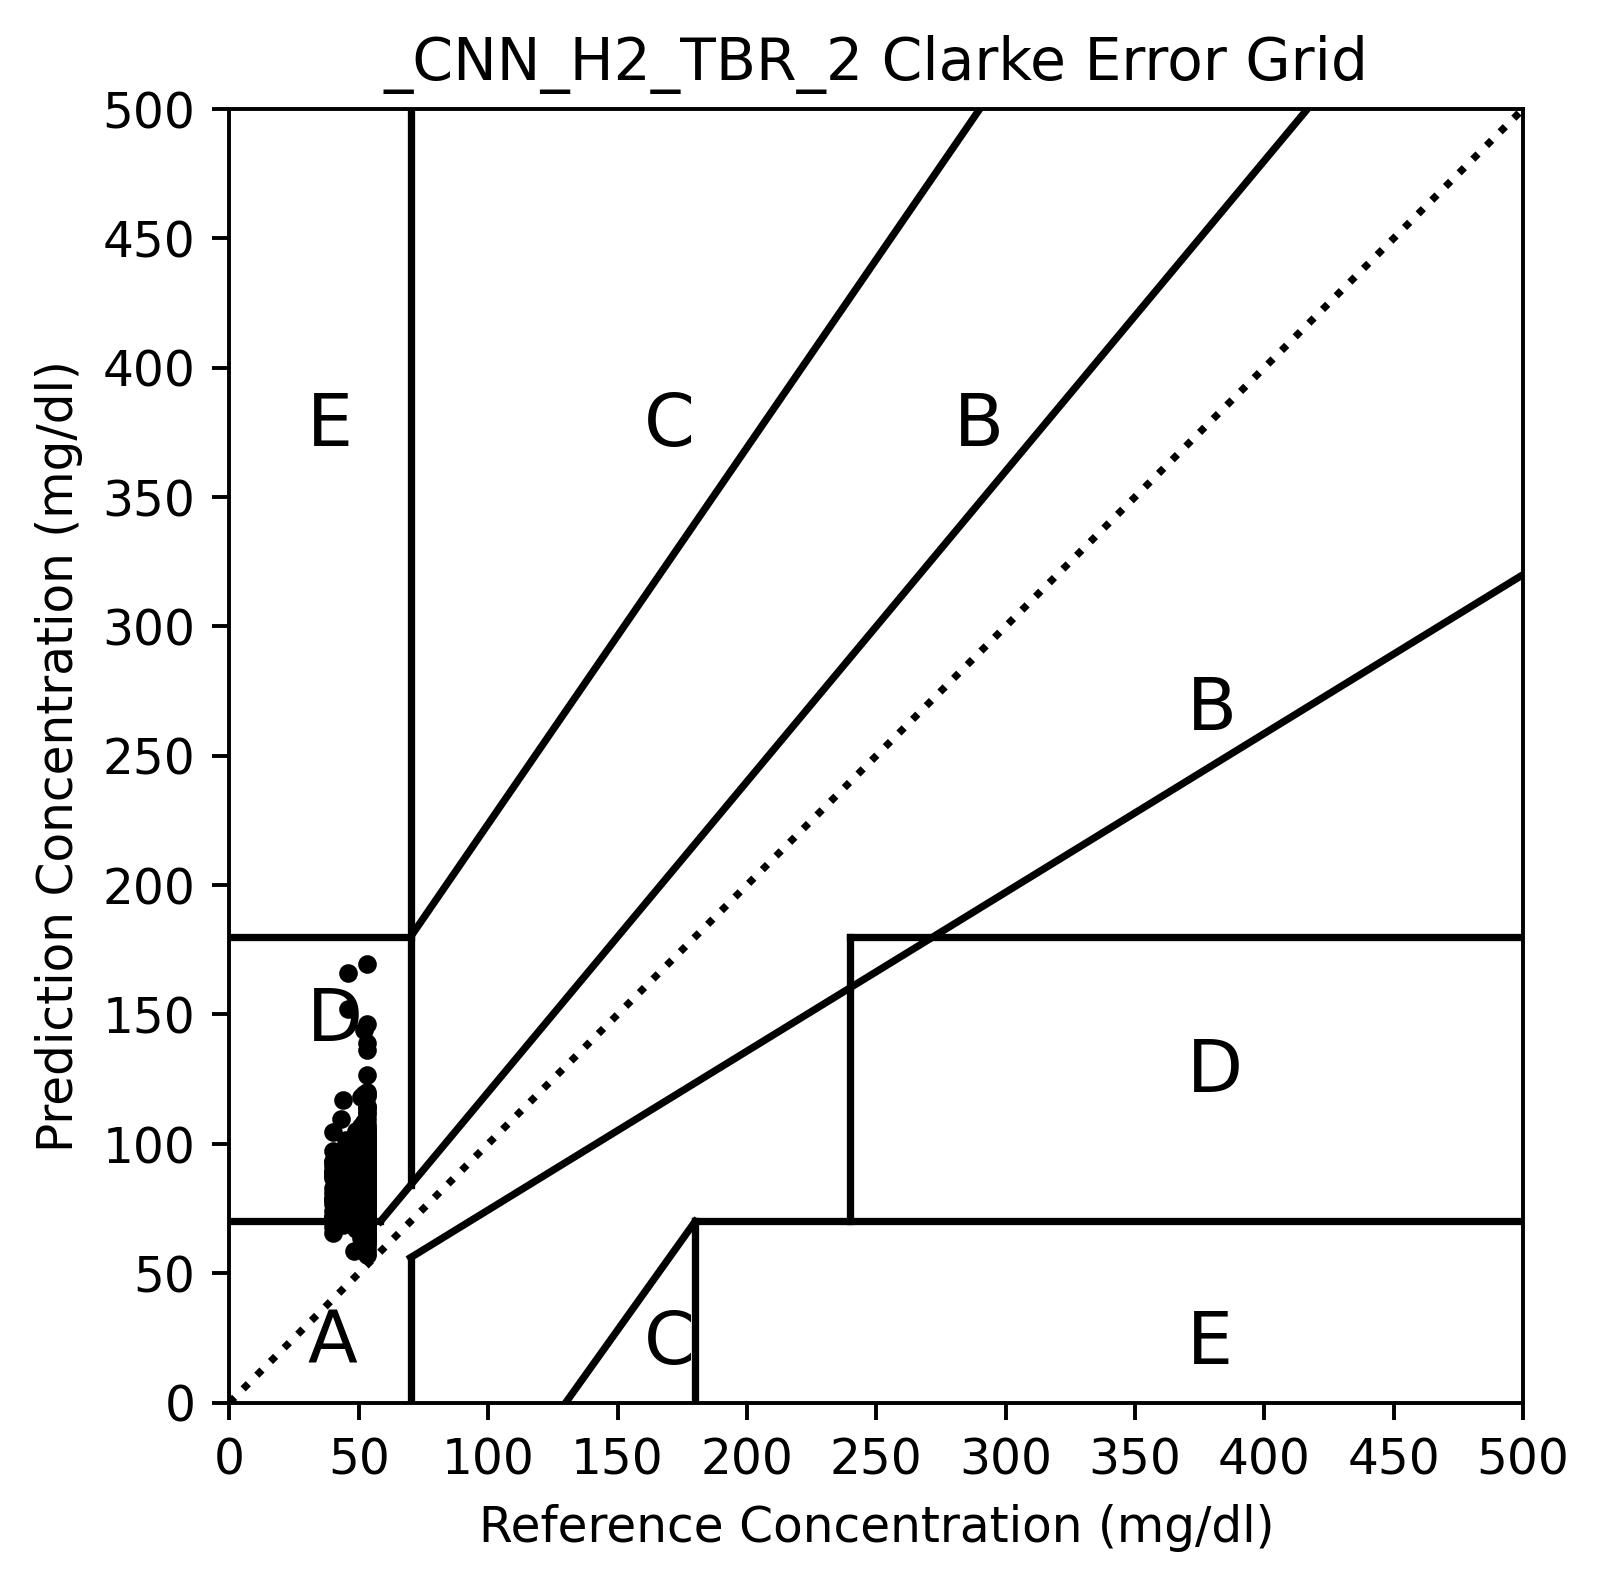 _CNN_H2_TBR_2 Clarke Error Grid
500
450
400
350
300
250
200
150
100
50
0
Prediction Concentration (mg/dl)
E
C
B
B
D
D
A
C
E
0 50 100 150 200 250 300 350 400 450 500
Reference Concentration (mg/dl)